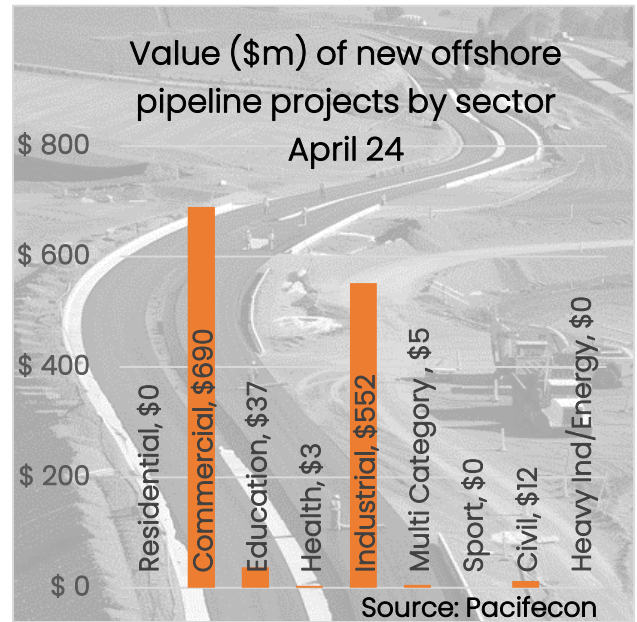 Value ($m) of new offshore
pipeline projects by sector
April 24
$ 800
$ 600
$ 400
$ 200
$ 0
Residential, $0
Commercial, $690
Education, $37
Health, $3
Industrial, $552
Multi Category , $5
Sport, $0
Civil, $12
Heavy Ind/Energy, $0
Source: Pacifecon